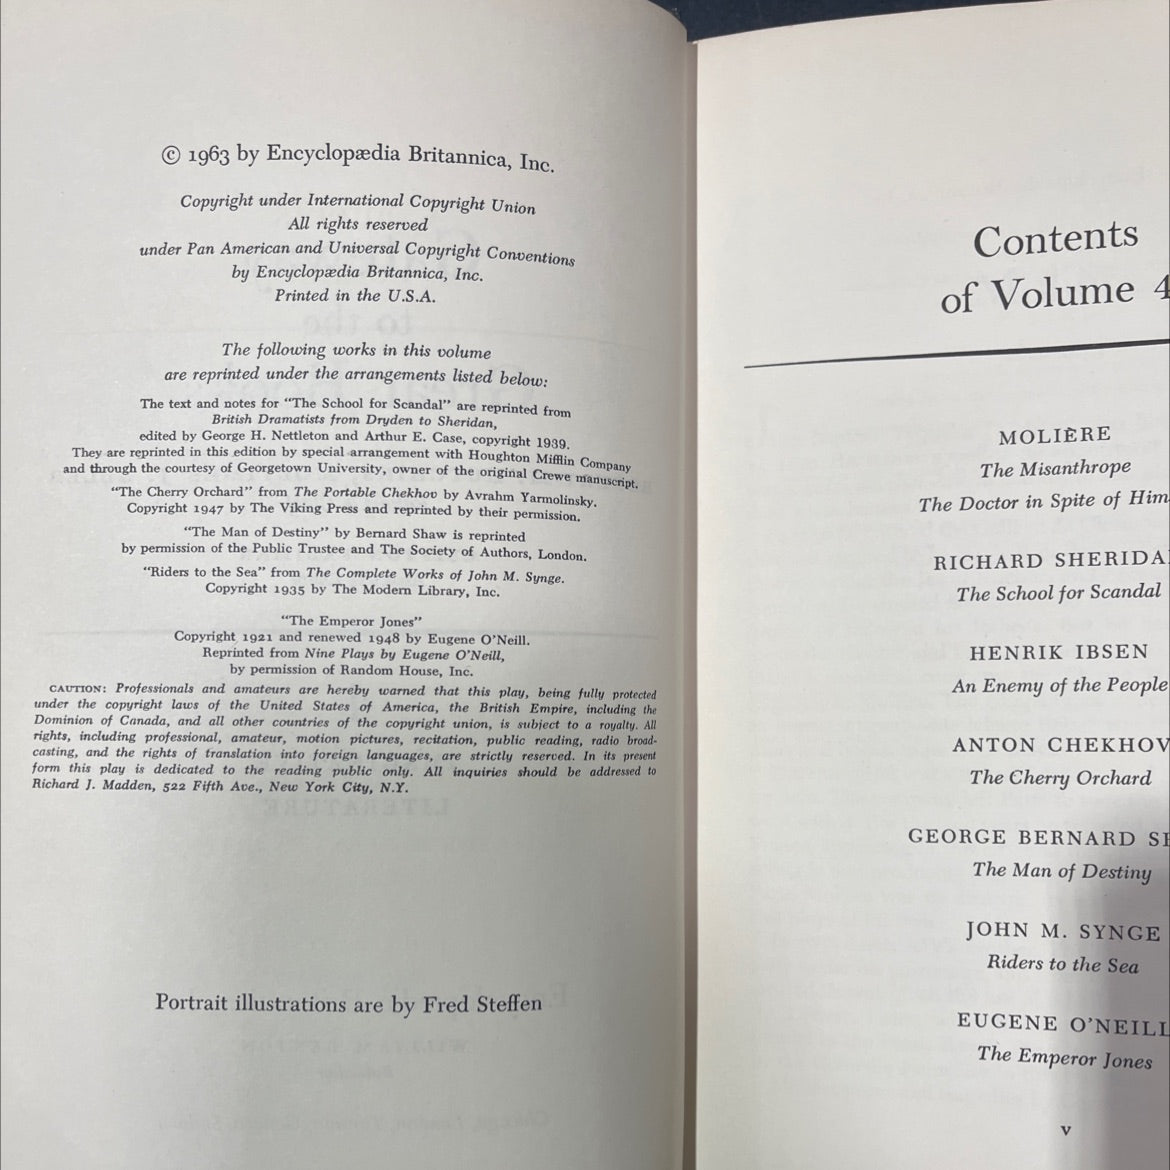 © 1963 by Encyclopædia Britannica, Inc.
Copyright under International Copyright Union
All rights reserved
under Pan American and Universal Copyright Conventions
by Encyclopædia Britannica, Inc.
Printed in the U.S.A.
The following works in this volume
are reprinted under the arrangements listed below:
The text and notes for “The School for Scandal” are reprinted from
British Dramatists from Dryden to Sheridan,
edited by George H. Nettleton and Arthur E. Case, copyright 1939.
They are reprinted in this edition by special arrangement with Houghton Mifflin Company
and through the courtesy of Georgetown University, owner of the original Crewe manuscript.
“The Cherry Orchard” from The Portable Chekhov by Avrahm Yarmolinsky.
Copyright 1947 by The Viking Press and reprinted by their permission.
“The Man of Destiny” by Bernard Shaw is reprinted
by permission of the Public Trustee and The Society of Authors, London.
“Riders to the Sea” from The Complete Works of John M. Synge.
Copyright 1935 by The Modern Library, Inc.
“The Emperor Jones”
Copyright 1921 and renewed 1948 by Eugene O’Neill.
Reprinted from Nine Plays by Eugene O’Neill,
by permission of Random House, Inc.
CAUTION: Professionals and amateurs are hereby warned that this play, being fully protected
under the copyright laws of the United States of America, the British Empire, including the
Dominion of Canada, and all other countries of the copyright union, is subject to a royalty. All
rights, including professional, amateur, motion pictures, recitation, public reading, radio broad-
casting, and the rights of translation into foreign languages, are strictly reserved. In its present
form this play is dedicated to the reading public only. All inquiries should be addressed to
Richard J. Madden, 522 Fifth Ave., New York City, N.Y.
Portrait illustrations are by Fred Steffen
Contents
of Volume 4
MOLIÈRE
The Misanthrope
The Doctor in Spite of Him
RICHARD SHERIDA
The School for Scandal
HENRIK IBSEN
An Enemy of the People
ANTON CHEKHOV
The Cherry Orchard
GEORGE BERNARD
The Man of Destiny
JOHN M. SYNGE
Riders to the Sea
EUGENE O’NEILL
The Emperor Jones
v